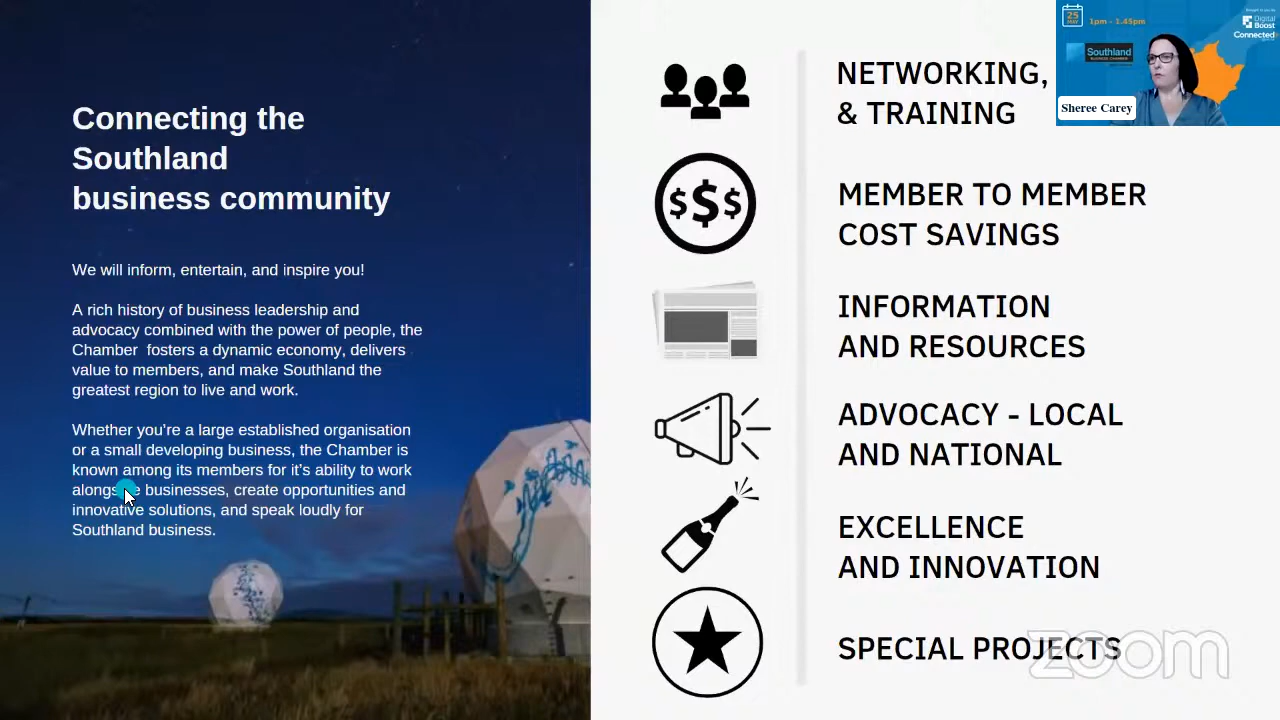 Connecting the
Southland
business community
We will inform, entertain, and inspire you!
A rich history of business leadership and
advocacy combined with the power of people, the
Chamber fosters a dynamic economy, delivers
value to members, and make Southland the
greatest region to live and work.
Whether you're a large established organisation
or a small developing business, the Chamber is
known among its members for it's ability to work
businesses, create opportunities and
innovative solutions, and speak loudly for
Southland business.
NETWORKING,
& TRAINING
$$$
MEMBER TO MEMBER
COST SAVINGS
INFORMATION
AND RESOURCES
ADVOCACY - LOCAL
AND NATIONAL
EXCELLENCE
AND INNOVATION
SPECIAL PROJECTS
25
MAY
1pm - 1.45pm
Digital
Boost
Connected
Southland
BUSINESS CHAMBER
Sheree Carey
zoom